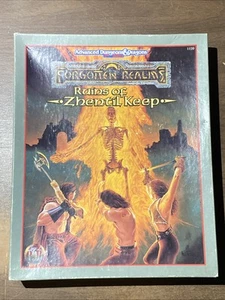 Advanced Dungeons & Dragons
FORGOTTEN REALMS
Ruins of
Zhentil Keep